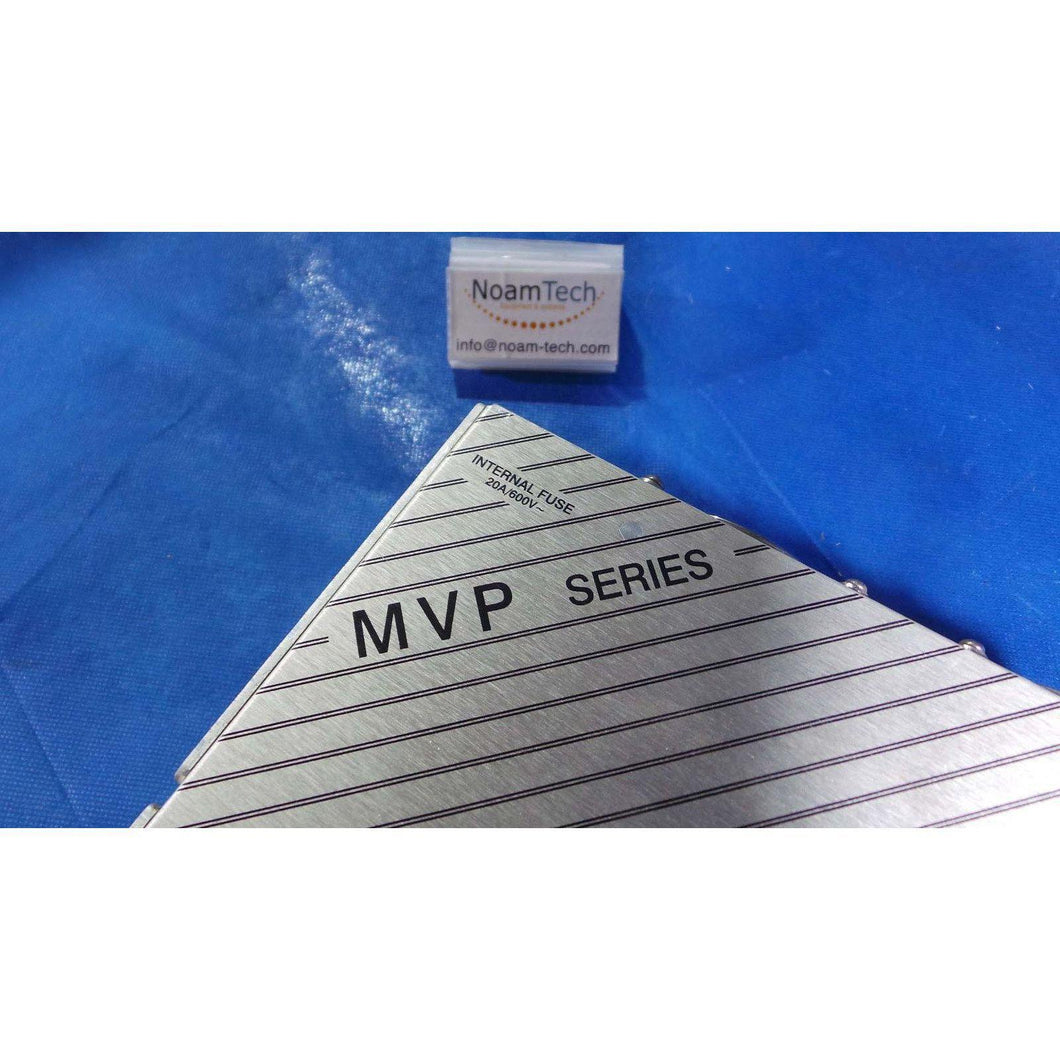 NoamTech
info@noam-tech.com
INTERNAL FUSE
20A/600V~
MVP SERIES